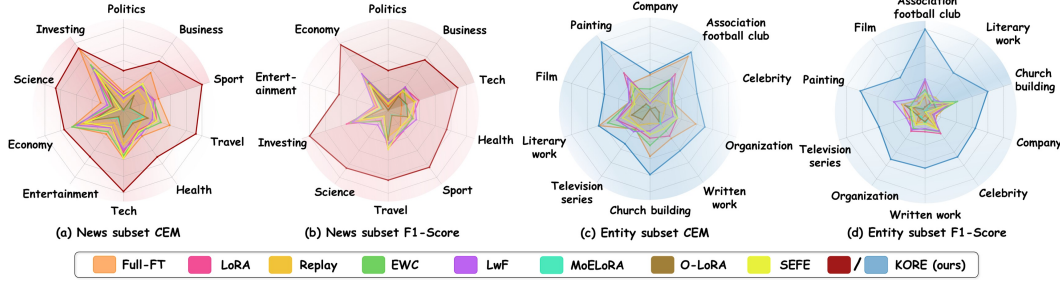 Politics
Business
Sport
Travel
Health
Tech
Entertainment
Economy
Science
Investing
(a) News subset CEM
Politics
Business
Tech
Health
Sport
Travel
Science
Investing
Entert-
ainment
Economy
(b) News subset F1-Score
Company
Association
football club
Celebrity
Organization
Written
work
Church building
Television
series
Literary
work
Film
Painting
(c) Entity subset CEM
Association
football club
Literary
work
Church
building
Company
Celebrity
Written work
Organization
Television
series
Painting
Film
(d) Entity subset F1-Score
Full-FT LoRA Replay EWC LwF MoELoRA O-LoRA SEFE / KORE (ours)